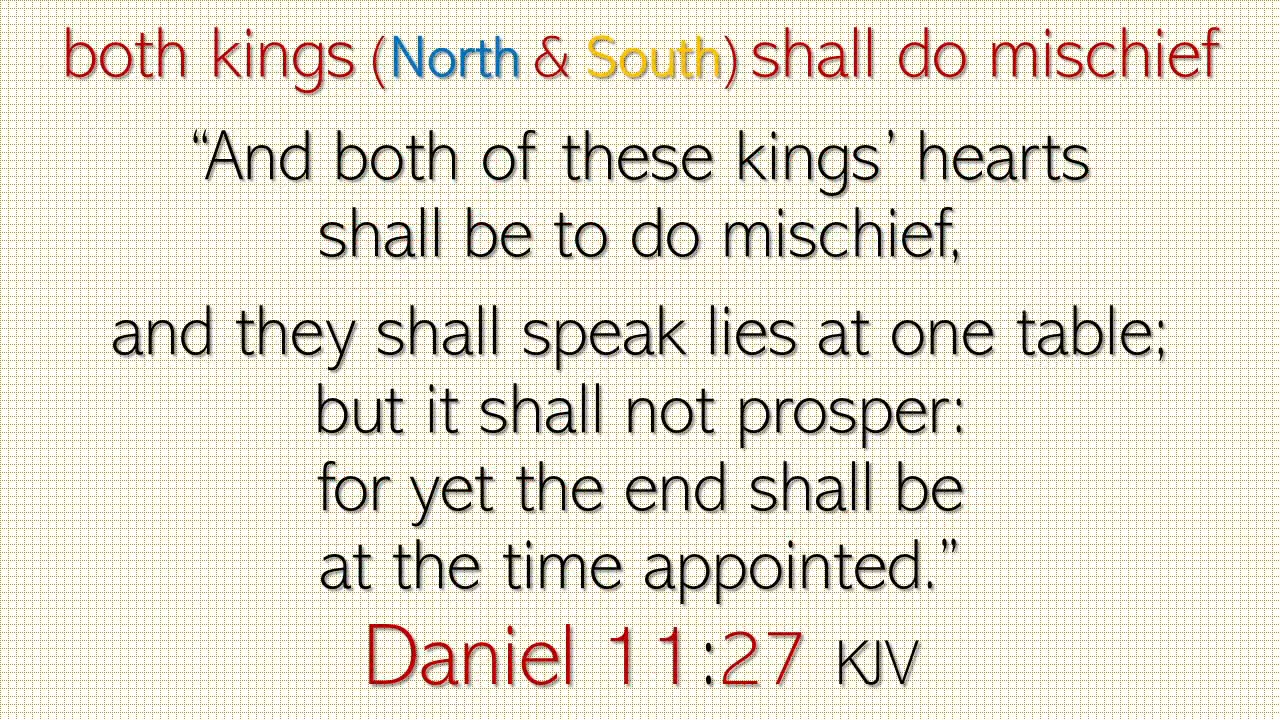 both kings (North & South) shall do mischief
“And both of these kings’ hearts
shall be to do mischief,
and they shall speak lies at one table;
but it shall not prosper:
for yet the end shall be
at the time appointed.”
Daniel 11:27 KJV